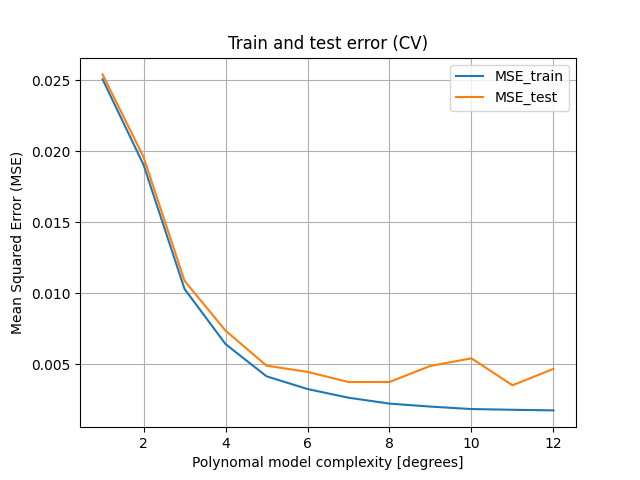 Train and test error (CV)
MSE_train
MSE_test
Mean Squared Error (MSE)
0.025
0.020
0.015
0.010
0.005
2
4
6
8
10
12
Polynomal model complexity [degrees]